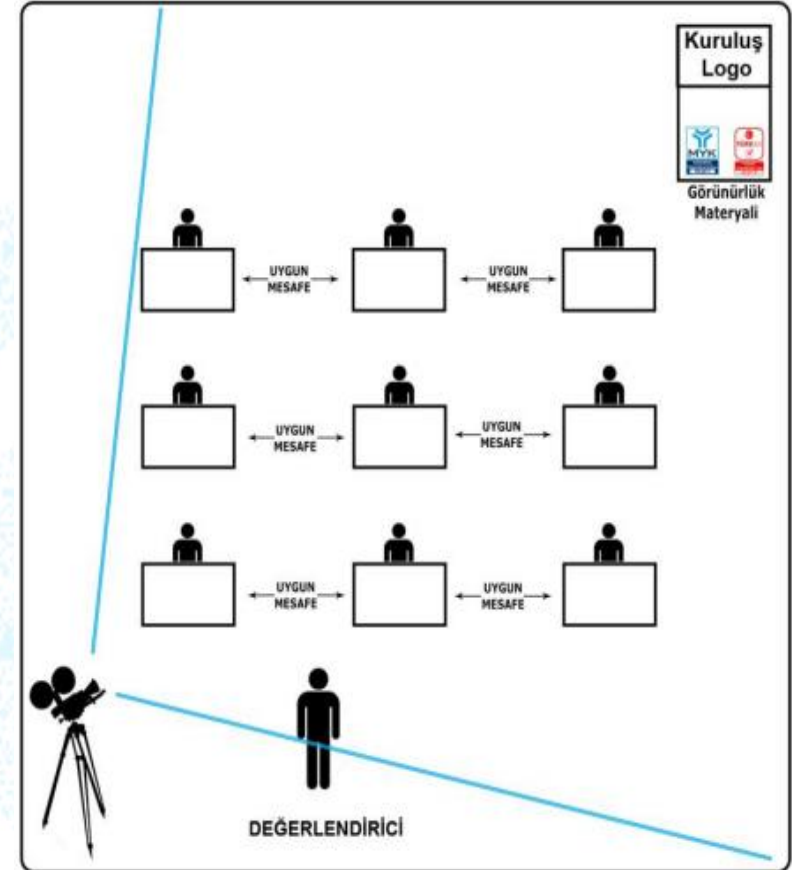 Kuruluş
Logo
MYK
Görünürlük
Materyali
UYGUN
MESAFE
UYGUN
MESAFE
UYGUN
MESAFE
UYGUN
MESAFE
UYGUN
MESAFE
UYGUN
MESAFE
DEĞERLENDİRİCİ